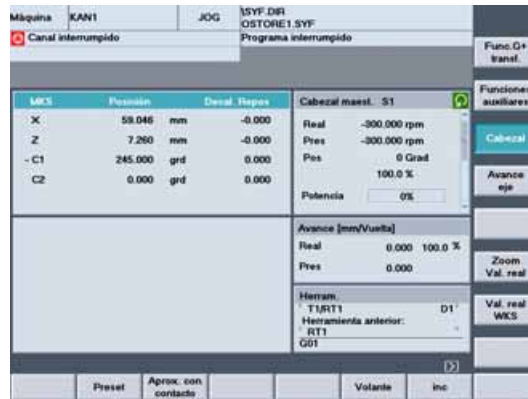 Máquina KAN1 JOG \SYF.DIR
OSTORE1.SYF
Canal interrumpido Programa interrumpido
Func.G+
transf.
Funciones
auxiliares
MKS Posición Decal. Repos
X 59.046 mm -0.000
Z 7.260 mm -0.000
- C1 245.000 grd 0.000
C2 0.000 grd 0.000
Cabezal maest. S1
Real -300.000 rpm
Pres -300.000 rpm
Pos 0 Grad
100.0 %
Potencia 0%
Cabezal
Avance
eje
Avance [mm/Vuelta]
Real 0.000 100.0 %
Pres 0.000
Zoom
Val. real
Herram.
T1/RT1 D1
Herramienta anterior:
RT1
G01
Val. real
WKS
Preset Aprox. con
contacto Volante inc